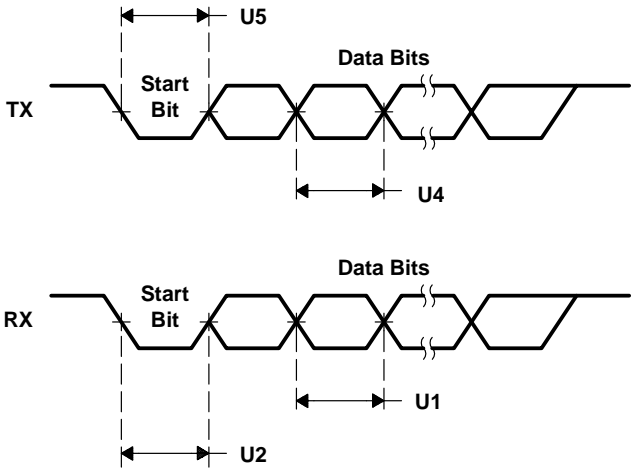 U5
Data Bits
Start
Bit
TX
U4
Data Bits
Start
Bit
RX
U1
U2